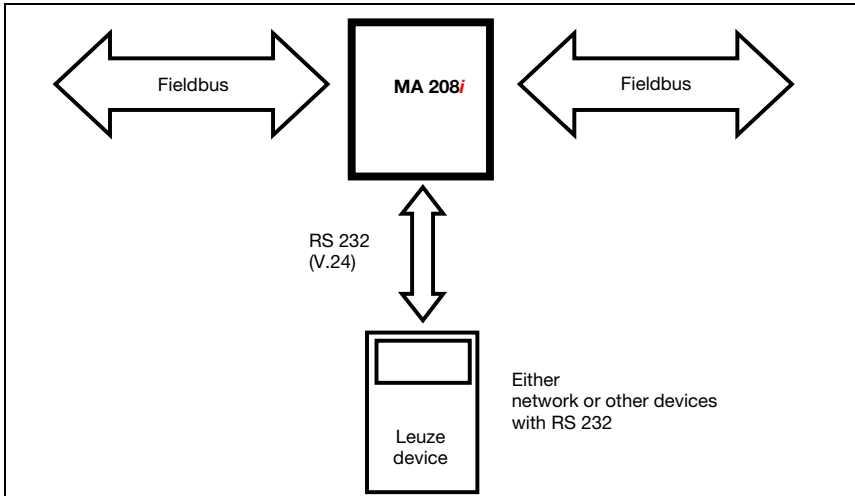 Fieldbus
MA 208i
Fieldbus
RS 232
(V.24)
Either
network or other devices
with RS 232
Leuze
device